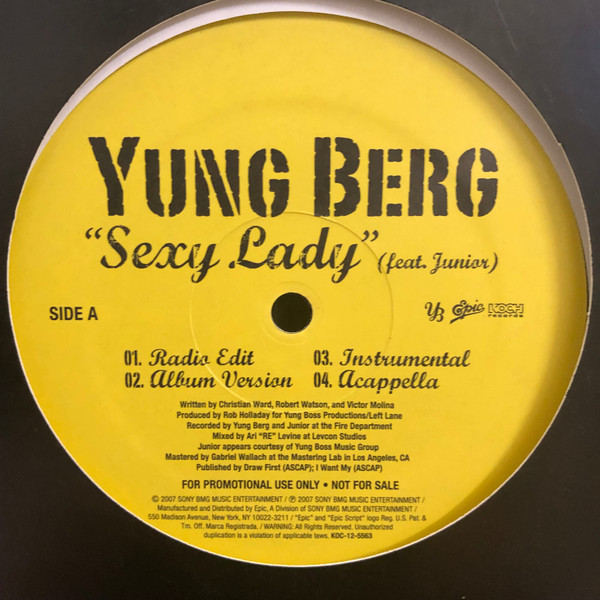 YUNG BERG
“Sexy Lady” (feat. Junior)
SIDE A
YB Epic KOCH records
01. Radio Edit
02. Album Version
03. Instrumental
04. Acappella
Written by Christian Ward, Robert Watson, and Victor Molina
Produced by Rob Holladay for Yung Boss Productions/Left Lane
Recorded by Yung Berg and Junior at the Fire Department
Mixed by Ari "RE" Levine at Levcon Studios
Junior appears courtesy of Yung Boss Music Group
Mastered by Gabriel Wallach at the Mastering Lab in Los Angeles, CA
Published by Draw First (ASCAP); I Want My (ASCAP)
FOR PROMOTIONAL USE ONLY • NOT FOR SALE
© 2007 SONY BMG MUSIC ENTERTAINMENT / ℗ 2007 SONY BMG MUSIC ENTERTAINMENT /
Manufactured and Distributed by Epic, A Division of SONY BMG MUSIC ENTERTAINMENT /
550 Madison Avenue, New York, NY 10022-3211 / "Epic" and "Epic Script" logo Reg. U.S. Pat. &
Tm. Off. Marca Registrada. / WARNING: All Rights Reserved. Unauthorized
duplication is a violation of applicable laws. KDC-12-5563